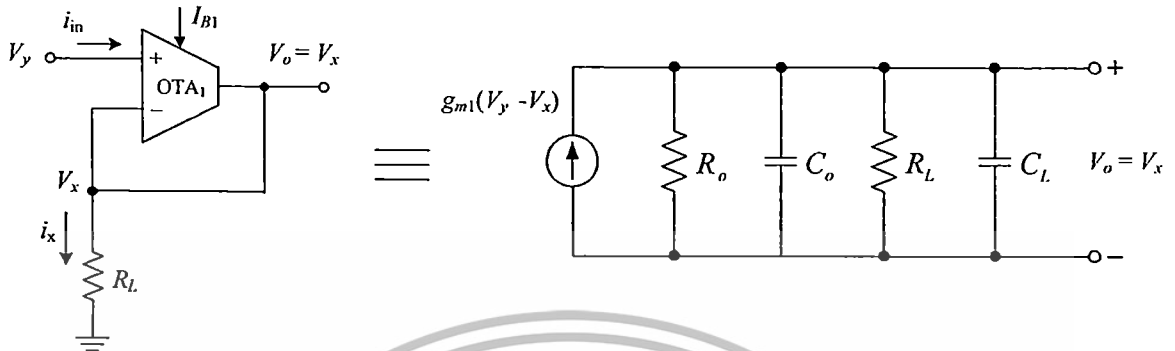 i_in
I_B1
V_y
V_o = V_x
+
OTA_1
−
V_x
i_x
R_L
g_m1(V_y - V_x)
R_o
C_o
R_L
C_L
+
V_o = V_x
−